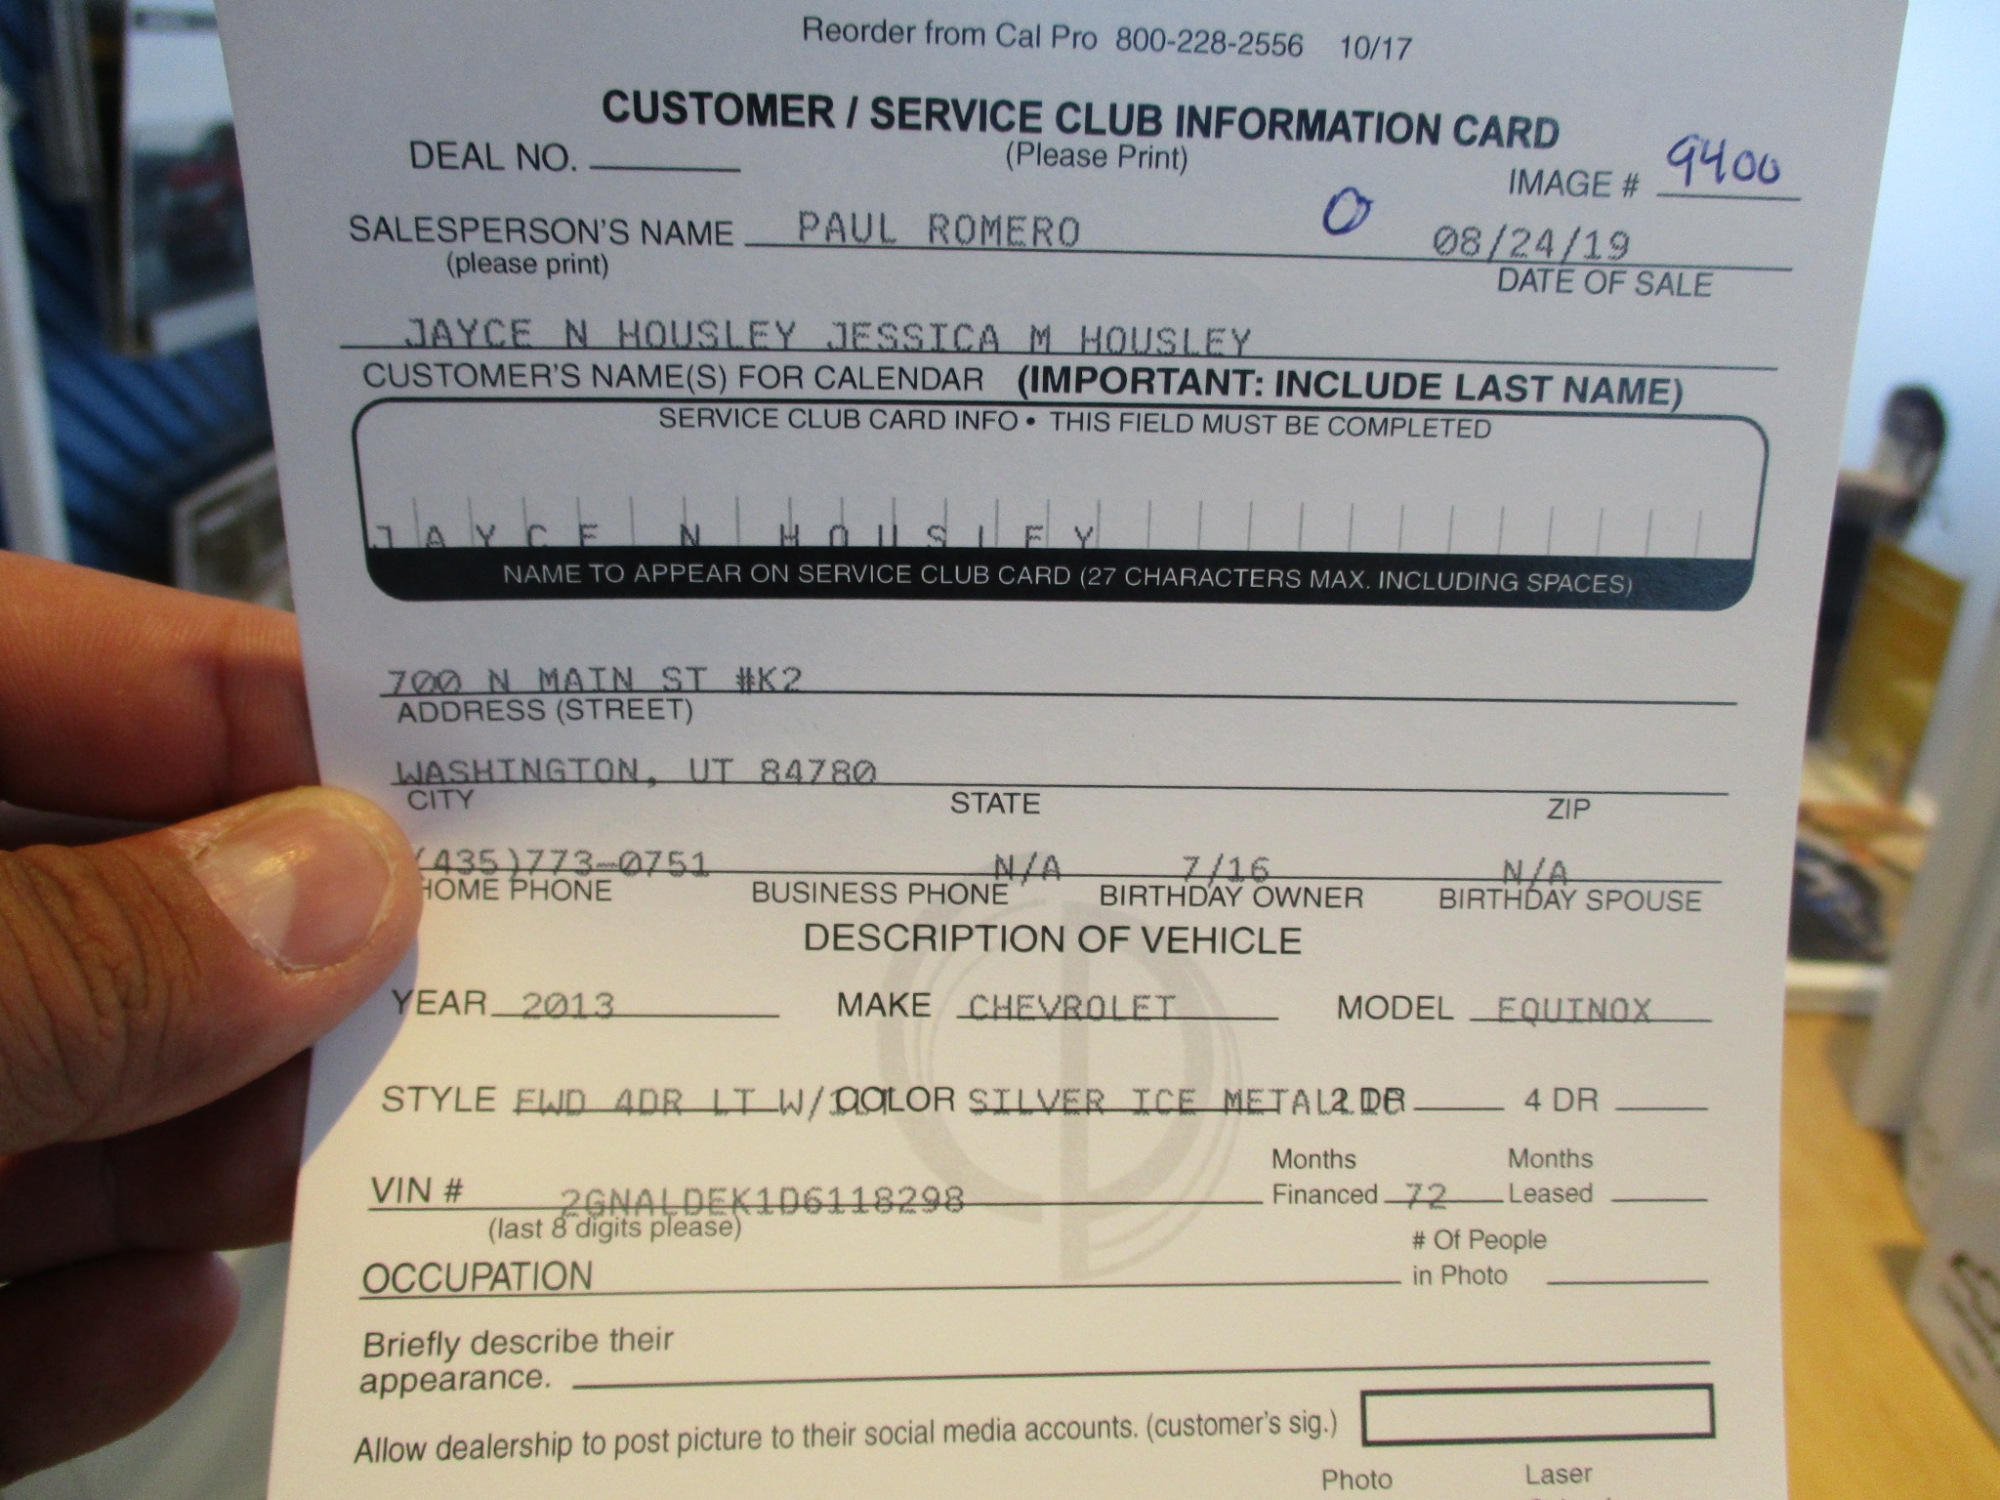 Reorder from Cal Pro 800-228-2556 10/17
CUSTOMER / SERVICE CLUB INFORMATION CARD
DEAL NO. (Please Print) IMAGE # 9400
SALESPERSON'S NAME PAUL ROMERO 0 08/24/19
(please print) DATE OF SALE
JAYCE N HOUSLEY JESSICA M HOUSLEY
CUSTOMER'S NAME(S) FOR CALENDAR (IMPORTANT: INCLUDE LAST NAME)
SERVICE CLUB CARD INFO • THIS FIELD MUST BE COMPLETED
JAYCE N HOUSLEY
NAME TO APPEAR ON SERVICE CLUB CARD (27 CHARACTERS MAX. INCLUDING SPACES)
700 N MAIN ST #K2
ADDRESS (STREET)
WASHINGTON, UT 84780
CITY STATE ZIP
(435)773-0751 N/A 7/16 N/A
HOME PHONE BUSINESS PHONE BIRTHDAY OWNER BIRTHDAY SPOUSE
DESCRIPTION OF VEHICLE
YEAR 2013 MAKE CHEVROLET MODEL EQUINOX
STYLE FWD 4DR LT W/ COLOR SILVER ICE 2 DR 4 DR
Months Months
VIN # 2GNALDEK1D6118298 Financed 72 Leased
(last 8 digits please)
# Of People
OCCUPATION in Photo
Briefly describe their
appearance.
Allow dealership to post picture to their social media accounts. (customer's sig.)
Photo Laser